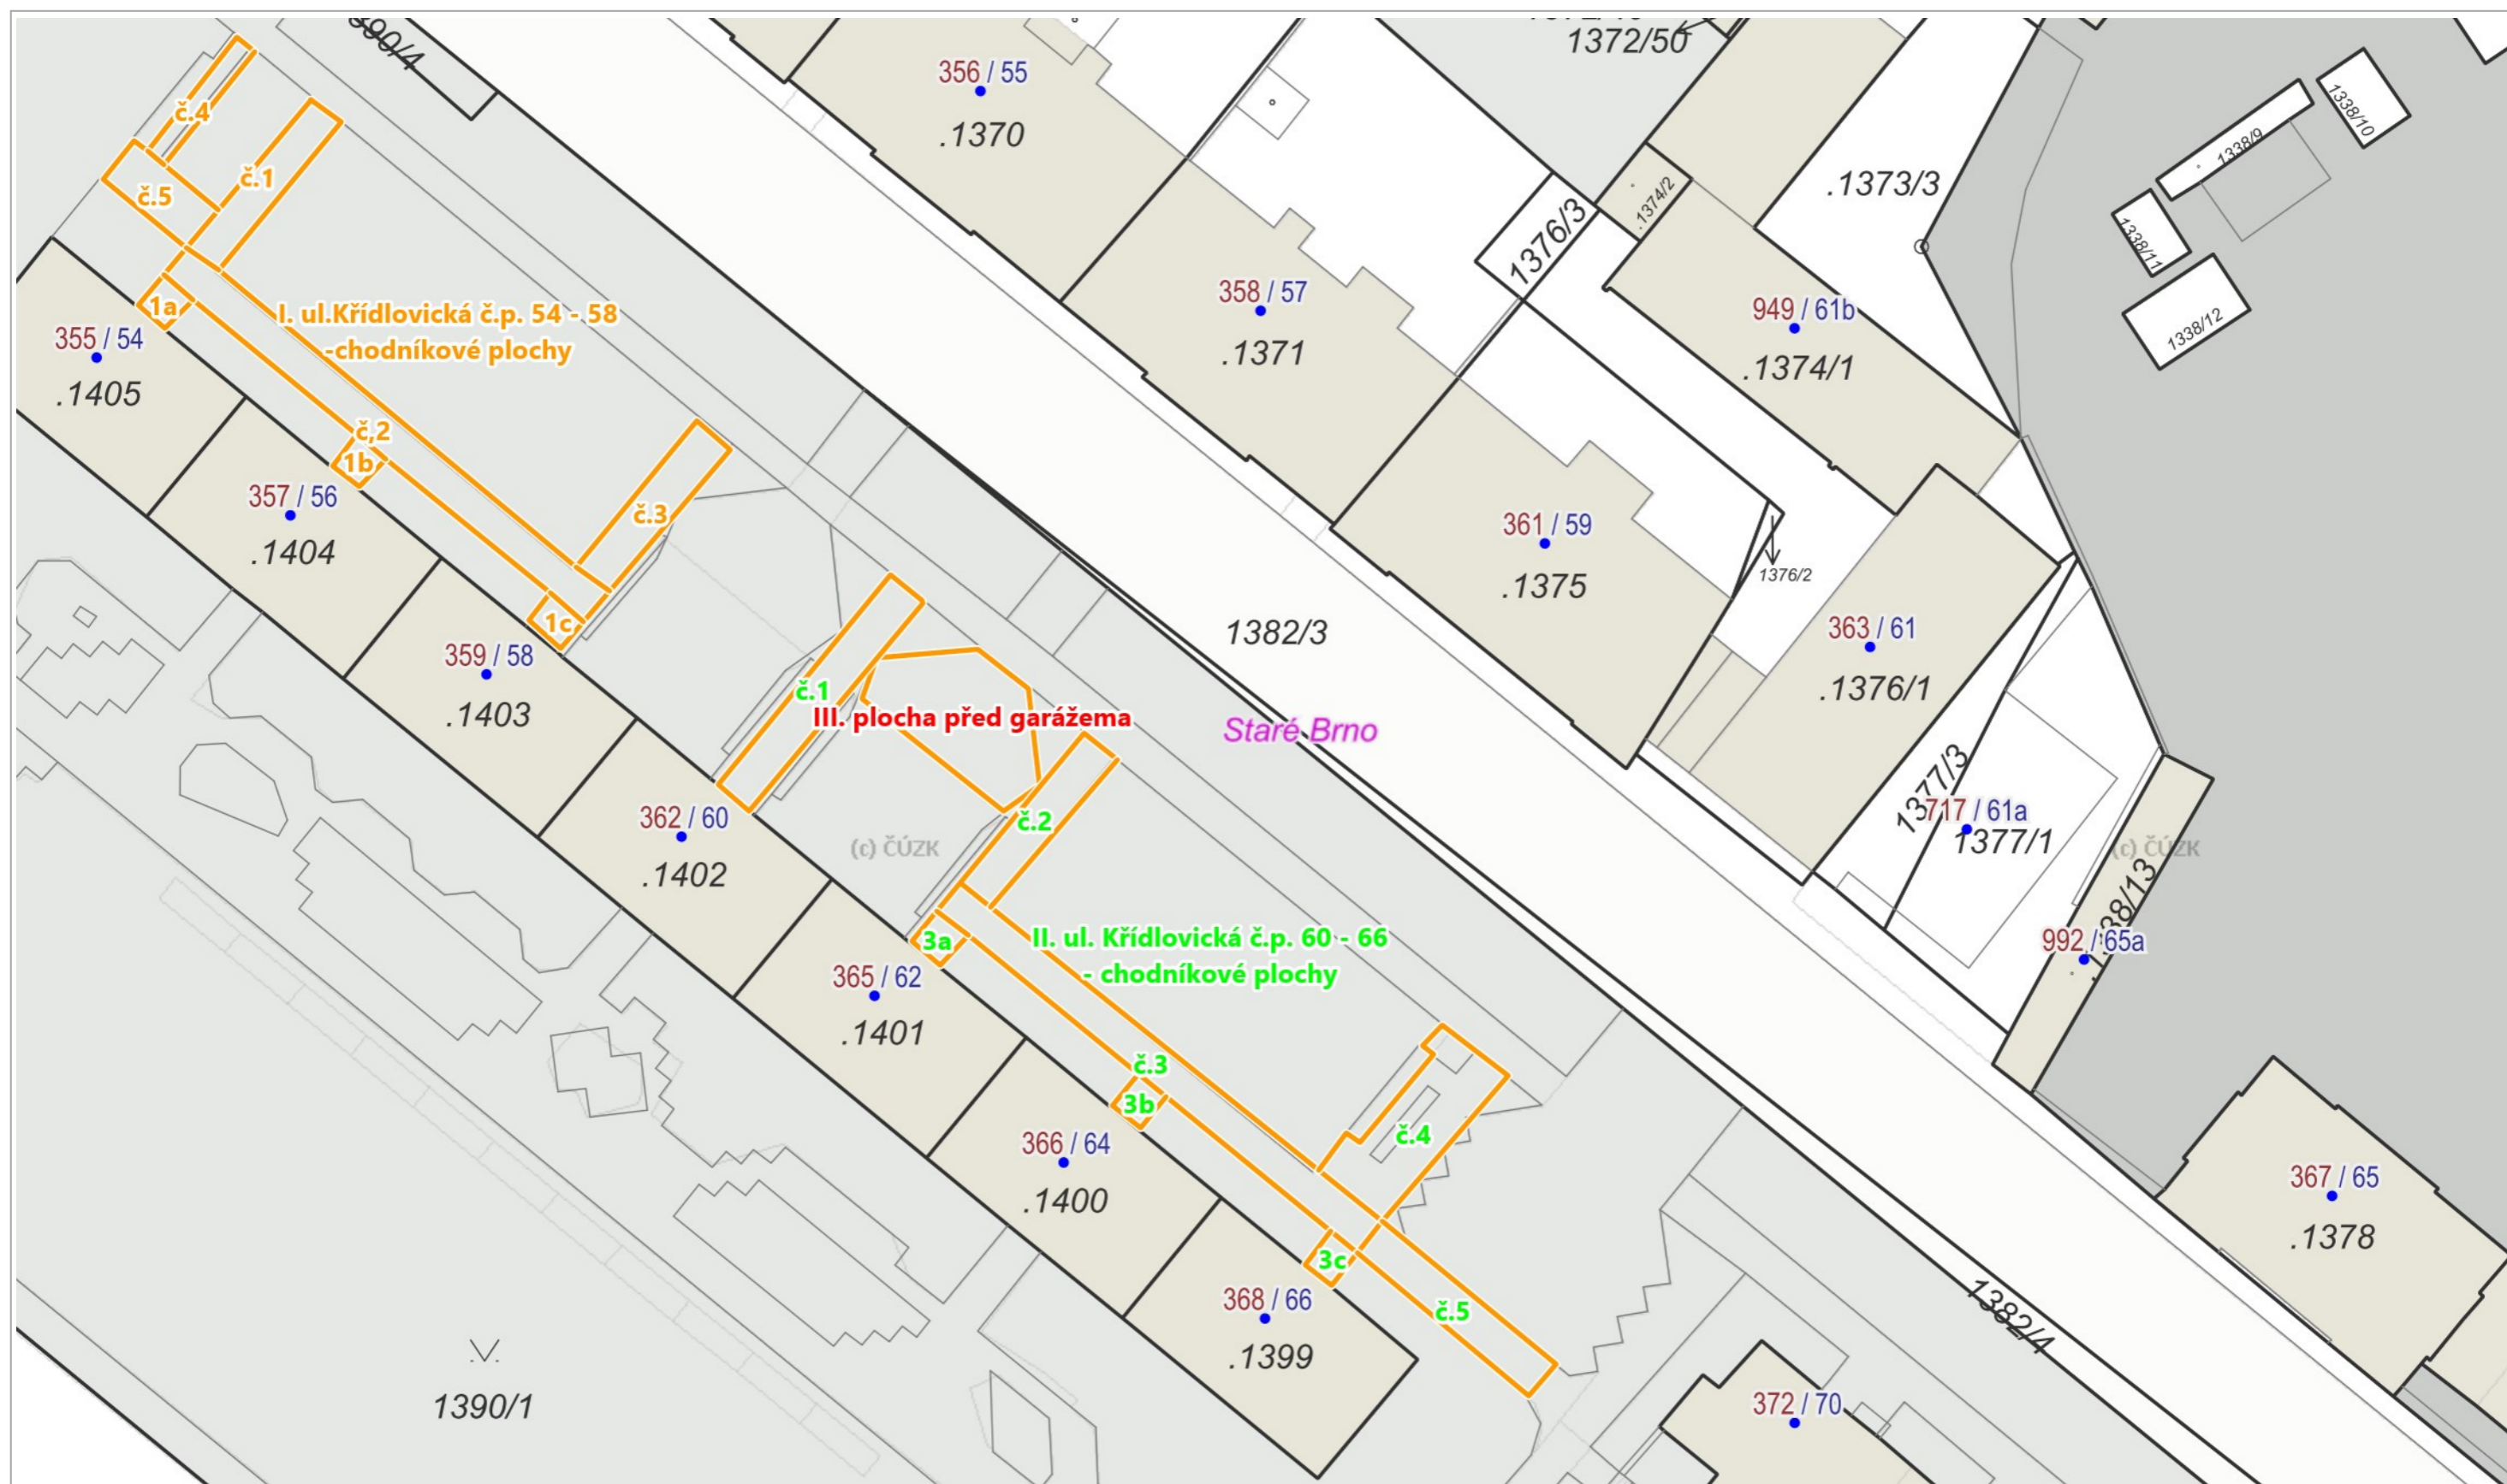 390/4
356 / 55
.1370
1372/50
č.4
č.1
č.5
1a
I. ul.Křídlovická č.p. 54 - 58
-chodníkové plochy
355 / 54
.1405
č,2
1b
357 / 56
.1404
č.3
1c
359 / 58
.1403
358 / 57
.1371
1376/3
.1374/2
.1373/3
949 / 61b
.1374/1
1338/9
1338/10
1338/11
1338/12
361 / 59
.1375
1376/2
363 / 61
.1376/1
1382/3
Staré Brno
č.1
III. plocha před garážema
č.2
362 / 60
.1402
(c) ČÚZK
3a
II. ul. Křídlovická č.p. 60 - 66
- chodníkové plochy
365 / 62
.1401
č.3
3b
366 / 64
.1400
č.4
3c
368 / 66
.1399
č.5
1377/3
717 / 61a
1377/1
(c) ČÚZK
.1338/13
992 / 65a
367 / 65
.1378
1382/4
372 / 70
1390/1